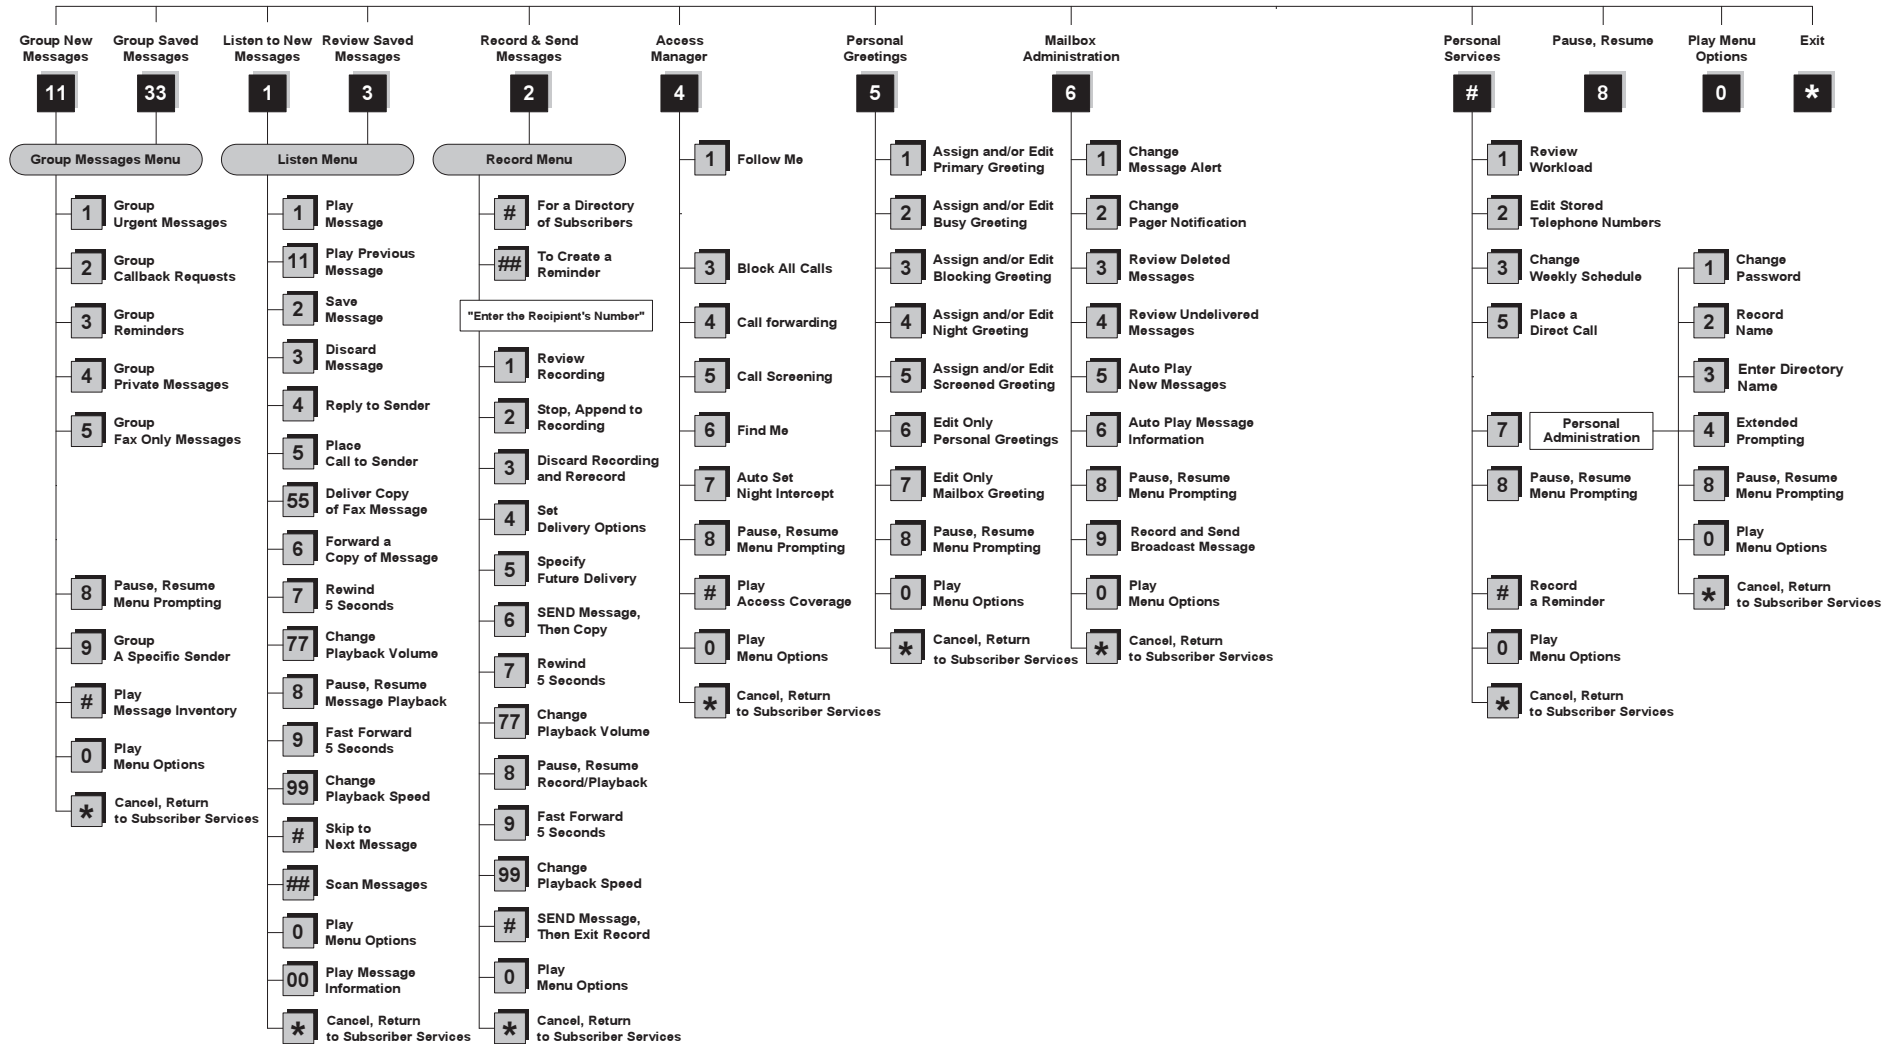 Group New
Messages
11
Group Saved
Messages
33
Listen to New
Messages
1
Review Saved
Messages
3
Record & Send
Messages
2
Access
Manager
4
Personal
Greetings
5
Mailbox
Administration
6
Personal
Services
#
Pause, Resume
8
Play Menu
Options
0
Exit
*
Group Messages Menu
1
Group
Urgent Messages
2
Group
Callback Requests
3
Group
Reminders
4
Group
Private Messages
5
Group
Fax Only Messages
8
Pause, Resume
Menu Prompting
9
Group
A Specific Sender
#
Play
Message Inventory
0
Play
Menu Options
*
Cancel, Return
to Subscriber Services
Listen Menu
1
Play
Message
11
Play Previous
Message
2
Save
Message
3
Discard
Message
4
Reply to Sender
5
Place
Call to Sender
55
Deliver Copy
of Fax Message
6
Forward a
Copy of Message
7
Rewind
5 Seconds
77
Change
Playback Volume
8
Pause, Resume
Message Playback
9
Fast Forward
5 Seconds
99
Change
Playback Speed
#
Skip to
Next Message
##
Scan Messages
0
Play
Menu Options
00
Play Message
Information
*
Cancel, Return
to Subscriber Services
Record Menu
#
For a Directory
of Subscribers
##
To Create a
Reminder
"Enter the Recipient's Number"
1
Review
Recording
2
Stop, Append to
Recording
3
Discard Recording
and Rerecord
4
Set
Delivery Options
5
Specify
Future Delivery
6
SEND Message,
Then Copy
7
Rewind
5 Seconds
77
Change
Playback Volume
8
Pause, Resume
Record/Playback
9
Fast Forward
5 Seconds
99
Change
Playback Speed
#
SEND Message,
Then Exit Record
0
Play
Menu Options
*
Cancel, Return
to Subscriber Services
1
Follow Me
3
Block All Calls
4
Call forwarding
5
Call Screening
6
Find Me
7
Auto Set
Night Intercept
8
Pause, Resume
Menu Prompting
#
Play
Access Coverage
0
Play
Menu Options
*
Cancel, Return
to Subscriber Services
1
Assign and/or Edit
Primary Greeting
2
Assign and/or Edit
Busy Greeting
3
Assign and/or Edit
Blocking Greeting
4
Assign and/or Edit
Night Greeting
5
Assign and/or Edit
Screened Greeting
6
Edit Only
Personal Greetings
7
Edit Only
Mailbox Greeting
8
Pause, Resume
Menu Prompting
0
Play
Menu Options
*
Cancel, Return
to Subscriber Services
1
Change
Message Alert
2
Change
Pager Notification
3
Review Deleted
Messages
4
Review Undelivered
Messages
5
Auto Play
New Messages
6
Auto Play Message
Information
8
Pause, Resume
Menu Prompting
9
Record and Send
Broadcast Message
0
Play
Menu Options
*
Cancel, Return
to Subscriber Services
1
Review
Workload
2
Edit Stored
Telephone Numbers
3
Change
Weekly Schedule
5
Place a
Direct Call
7
Personal
Administration
8
Pause, Resume
Menu Prompting
#
Record
a Reminder
0
Play
Menu Options
*
Cancel, Return
to Subscriber Services
1
Change
Password
2
Record
Name
3
Enter Directory
Name
4
Extended
Prompting
8
Pause, Resume
Menu Prompting
0
Play
Menu Options
*
Cancel, Return
to Subscriber Services